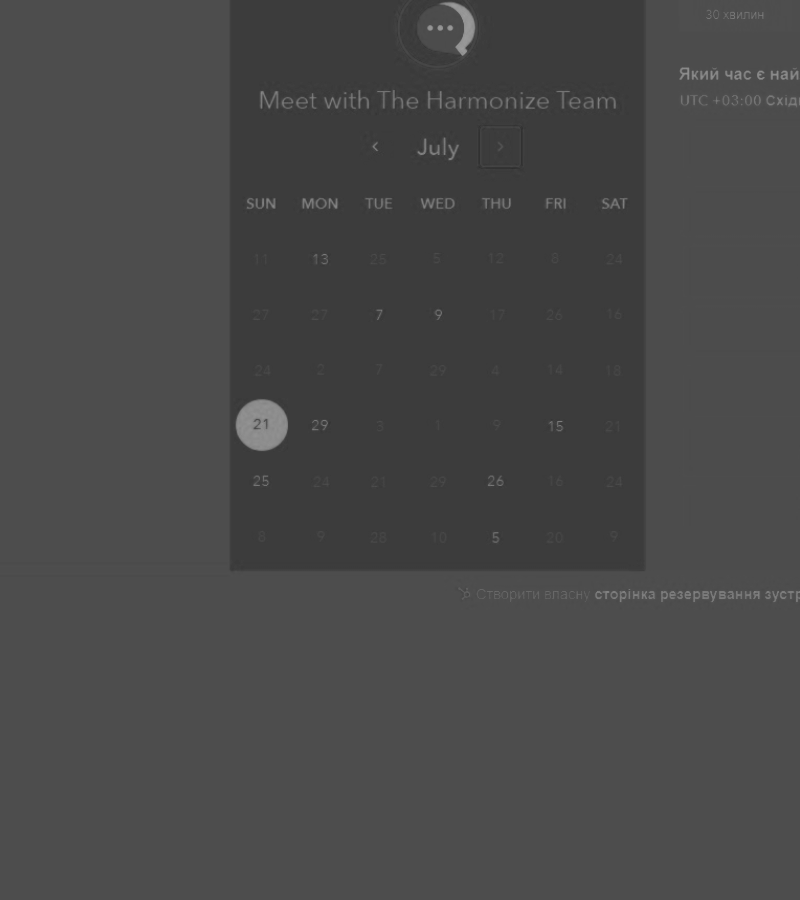 30 хвилин
Який час є най
UTC +03:00 Східн
Meet with The Harmonize Team
July
SUN MON TUE WED THU FRI SAT
11 13 25 5 12 8 24
27 27 7 9 17 26 16
24 2 7 29 4 14 18
21 29 3 1 9 15 21
25 24 21 29 26 16 24
8 9 28 10 5 20 9
Створити власну сторінка резервування зустр